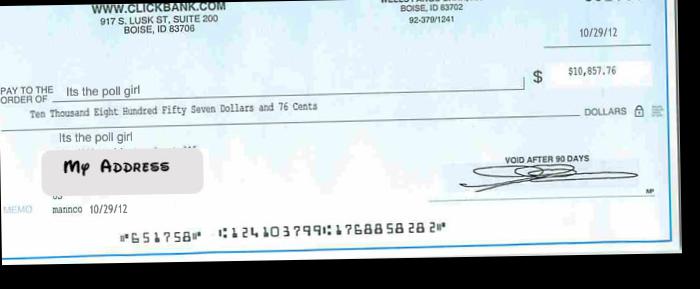 WWW.CLICKBANK.COM
917 S. LUSK ST, SUITE 200
BOISE, ID 83706
BOISE, ID 83702
92-379/1241
10/29/12
PAY TO THE
ORDER OF
Its the poll girl
$
$10,857.76
Ten Thousand Eight Hundred Fifty Seven Dollars and 76 Cents
DOLLARS
Its the poll girl
My Address
US
VOID AFTER 90 DAYS
MP
MEMO mannco 10/29/12
⑈651758⑈ ⑆124103799⑆1768858282⑈